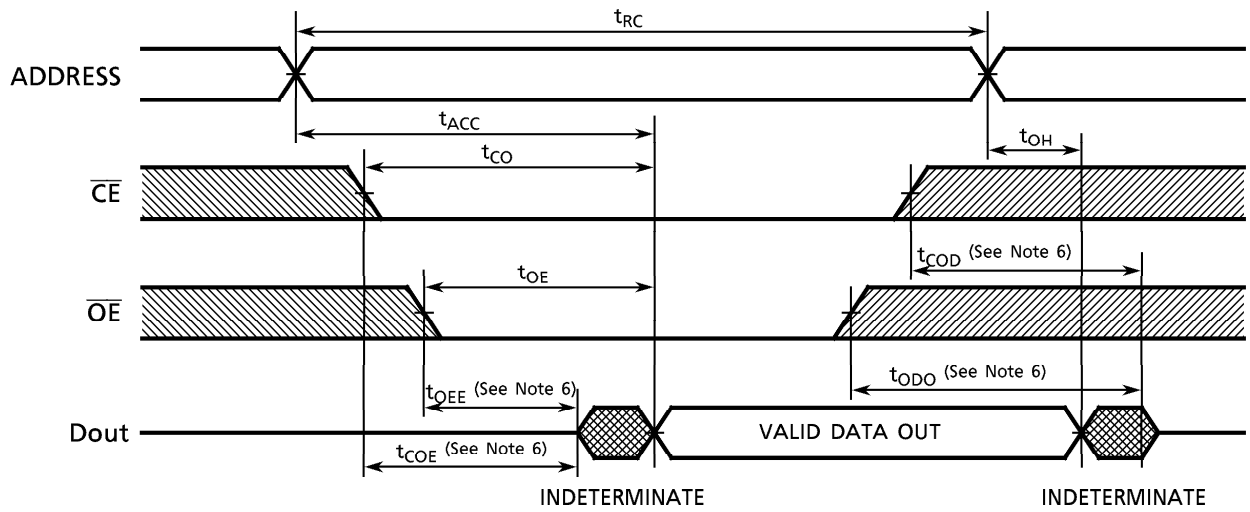 tRC
ADDRESS
tACC
tOH
tCO
CE
tCOD (See Note 6)
tOE
OE
tODO (See Note 6)
tOEE (See Note 6)
Dout
VALID DATA OUT
tCOE (See Note 6)
INDETERMINATE
INDETERMINATE